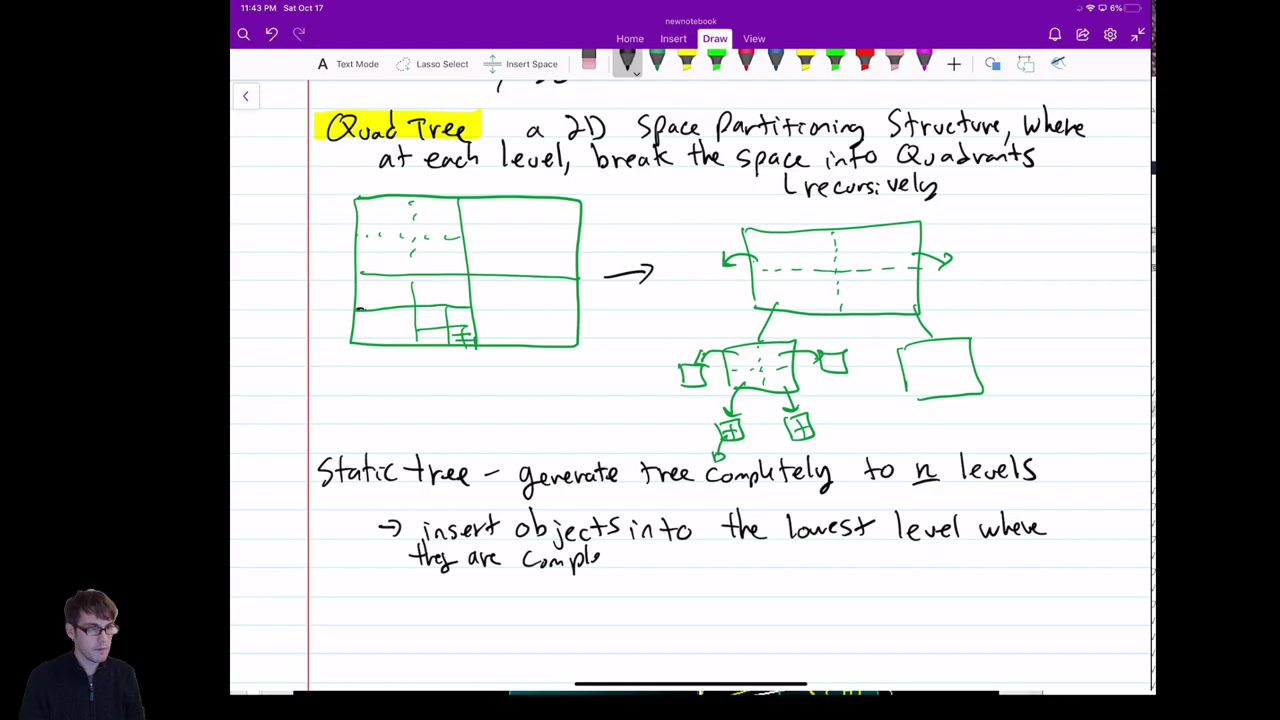 11:43 PM Sat Oct 17
6%
newnotebook
Home Insert Draw View
A Text Mode Lasso Select Insert Space
Quad Tree a 2D Space Partitioning Structure, where
at each level, break the space into Quadrants
recursively
Static tree - generate tree completely to n levels
→ insert objects into the lowest level where
they are comple